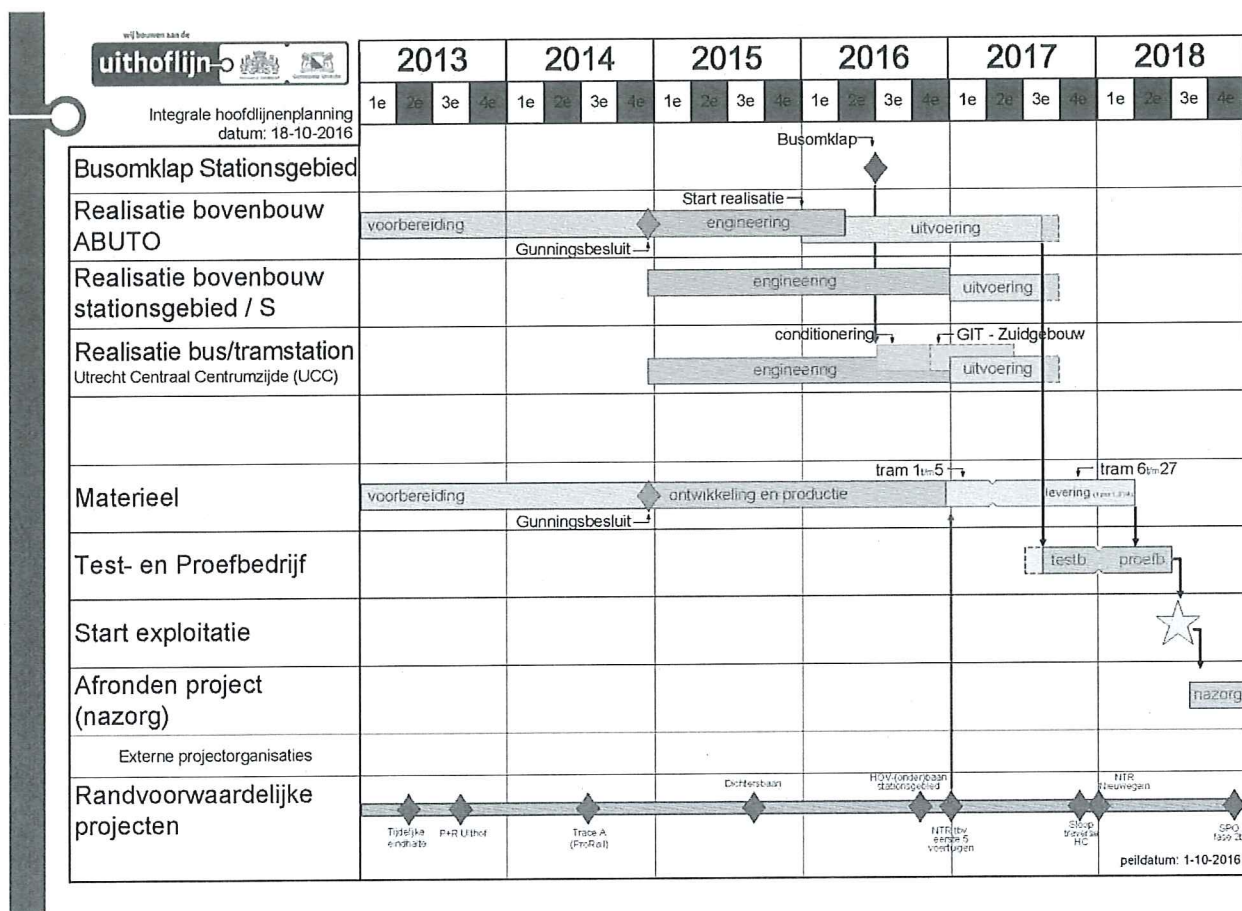 wij bouwen aan de
uithoflijn
Integrale hoofdlijnenplanning
datum: 18-10-2016
2013 2014 2015 2016 2017 2018
1e 2e 3e 4e 1e 2e 3e 4e 1e 2e 3e 4e 1e 2e 3e 4e 1e 2e 3e 4e 1e 2e 3e 4e
Busomklap
Busomklap Stationsgebied
Start realisatie
Realisatie bovenbouw
ABUTO
voorbereiding
engineering
uitvoering
Gunningsbesluit
Realisatie bovenbouw
stationsgebied / S
engineering
uitvoering
conditionering
GIT - Zuidgebouw
Realisatie bus/tramstation
Utrecht Centraal Centrumzijde (UCC)
engineering
uitvoering
tram 1t/m5
tram 6t/m27
Materieel
voorbereiding
ontwikkeling en productie
levering
Gunningsbesluit
Test- en Proefbedrijf
testb
proefb
Start exploitatie
Afronden project
(nazorg)
nazorg
Externe projectorganisaties
Randvoorwaardelijke
projecten
Dichtersbaan
HOV-(onder)baan
stationsgebied
NTR
Nieuwegein
Tijdelijke
eindhalte
P+R Uithof
Trace A
(ProRail)
NTR tbv
eerste 5
voertuigen
Sloop
traverse
HC
SPO
fase 2b
peildatum: 1-10-2016